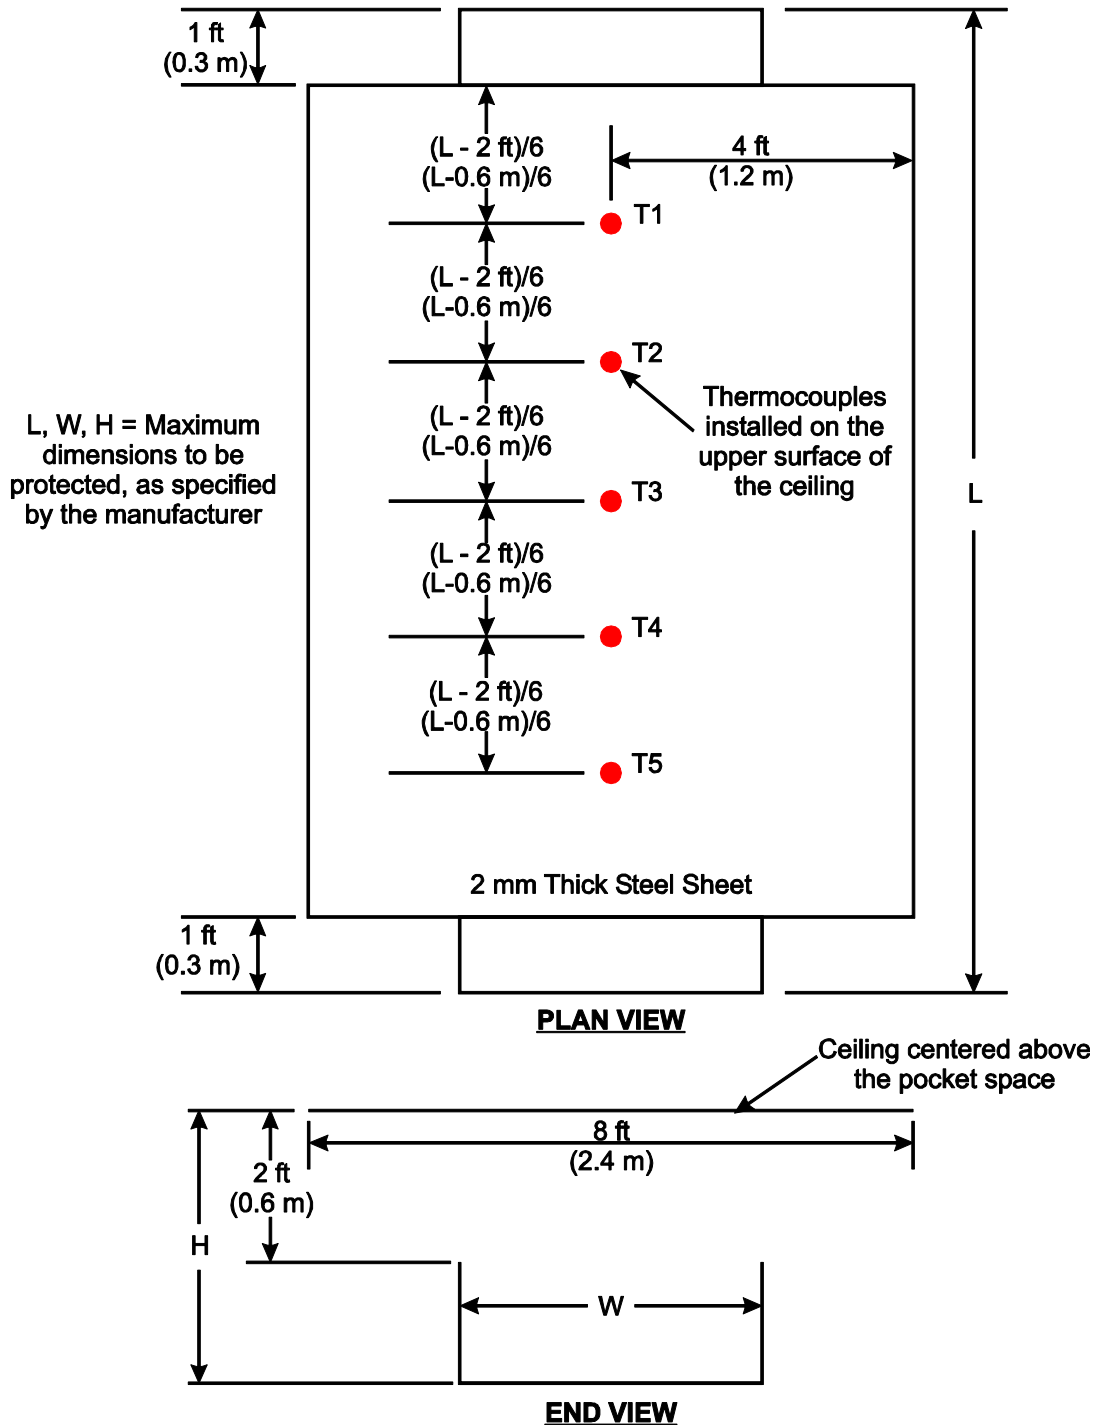 1 ft
(0.3 m)
(L - 2 ft)/6
(L-0.6 m)/6
4 ft
(1.2 m)
T1
(L - 2 ft)/6
(L-0.6 m)/6
T2
L, W, H = Maximum
dimensions to be
protected, as specified
by the manufacturer
(L - 2 ft)/6
(L-0.6 m)/6
Thermocouples
installed on the
upper surface of
the ceiling
L
T3
(L - 2 ft)/6
(L-0.6 m)/6
T4
(L - 2 ft)/6
(L-0.6 m)/6
T5
2 mm Thick Steel Sheet
1 ft
(0.3 m)
PLAN VIEW
Ceiling centered above
the pocket space
8 ft
(2.4 m)
2 ft
(0.6 m)
H
W
END VIEW